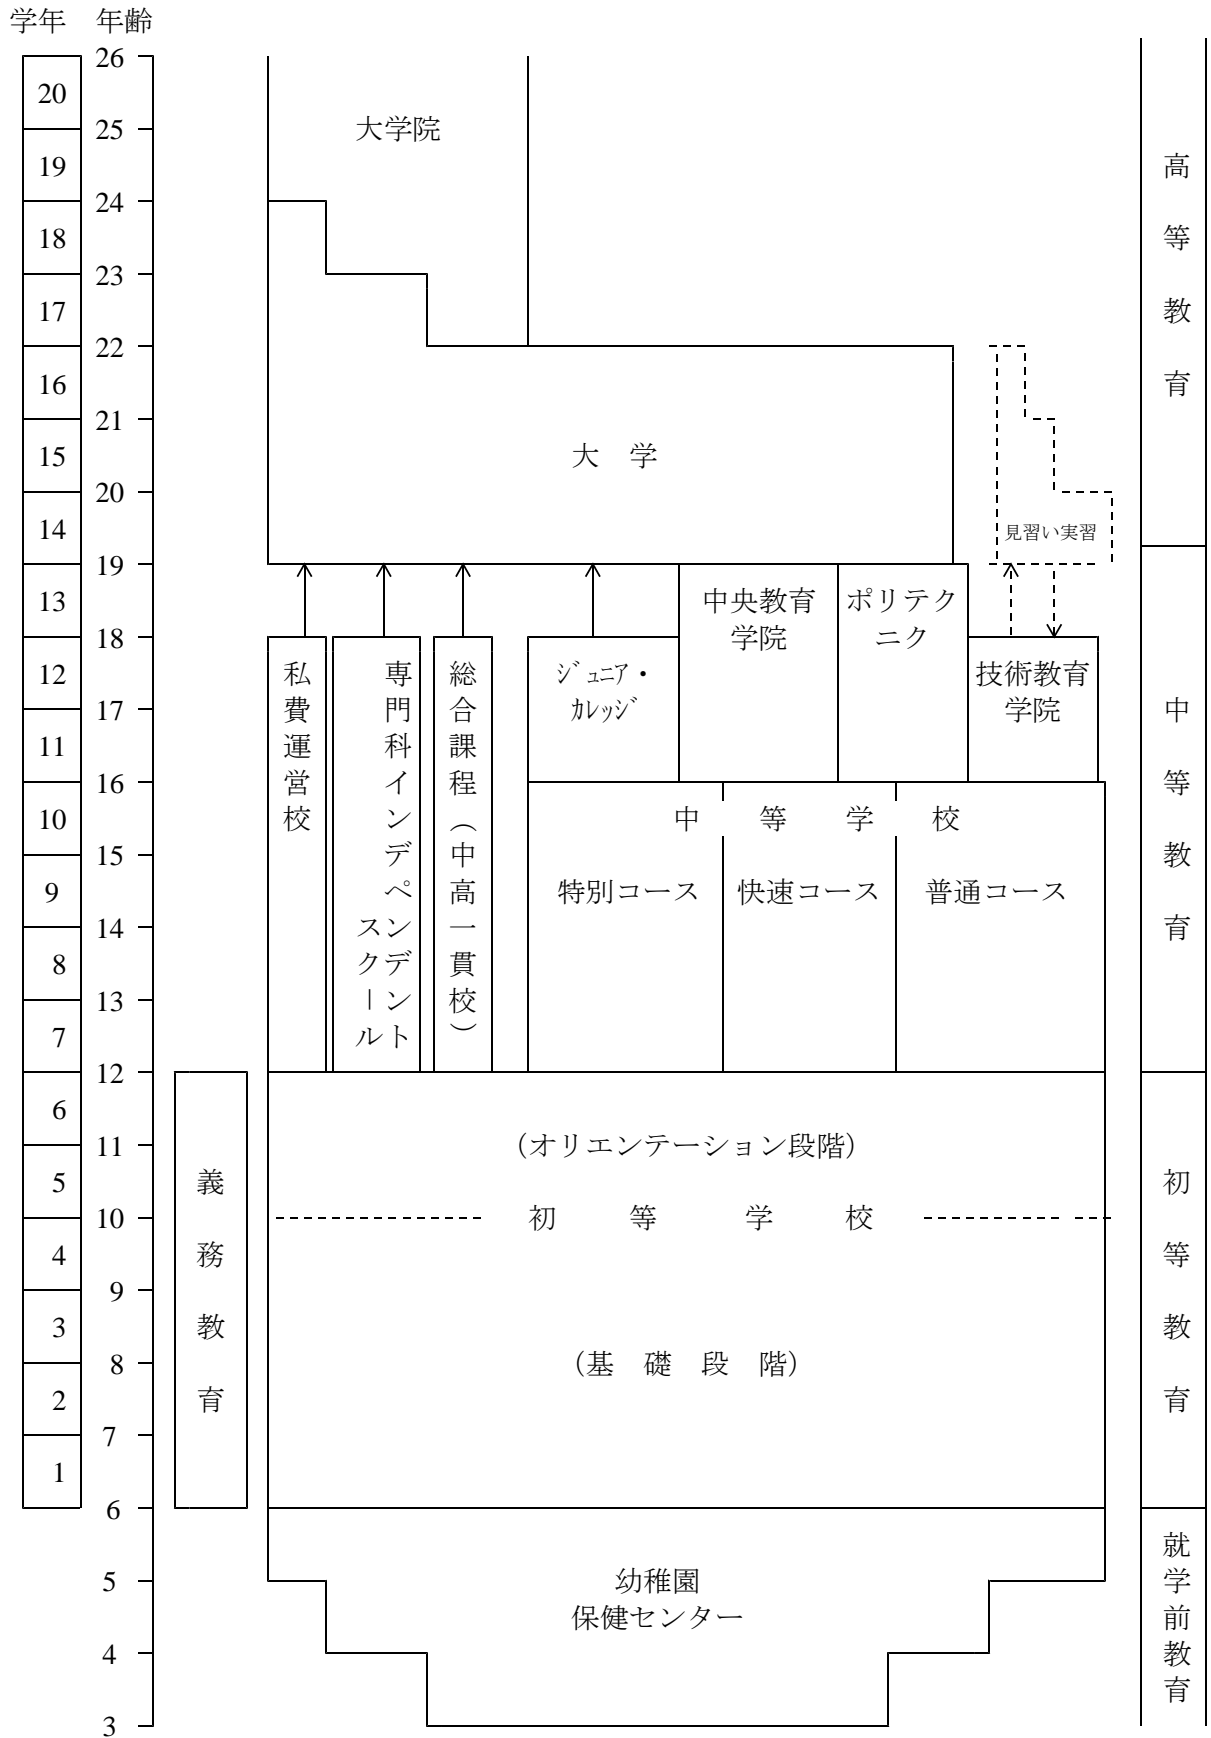 学年 年齢
26
20
25
19
24
18
23
17
22
16
21
15
20
14
19
13
18
12
17
11
16
10
15
9
14
8
13
7
12
6
11
5
10
4
9
3
8
2
7
1
6
5
4
3
義務教育
大学院
大 学
見習い実習
中央教育
学院
ポリテク
ニク
私費運営校
専門科インデペンデント
スクール
総合課程（中高一貫校）
ジュニア・
カレッジ
技術教育
学院
中 等 学 校
特別コース
快速コース
普通コース
（オリエンテーション段階）
初 等 学 校
（基 礎 段 階）
幼稚園
保健センター
高等教育
中等教育
初等教育
就学前教育